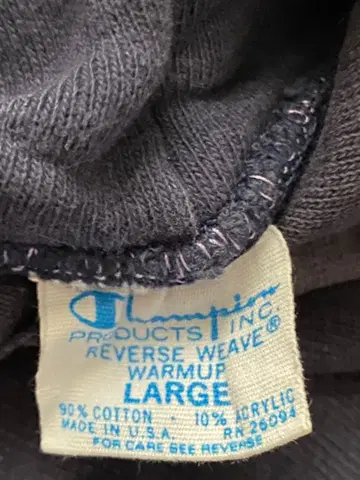 Champion
PRODUCTS INC.
REVERSE WEAVE®
WARMUP
LARGE
90% COTTON · 10% ACRYLIC
MADE IN U.S.A. RN 26094
FOR CARE SEE REVERSE